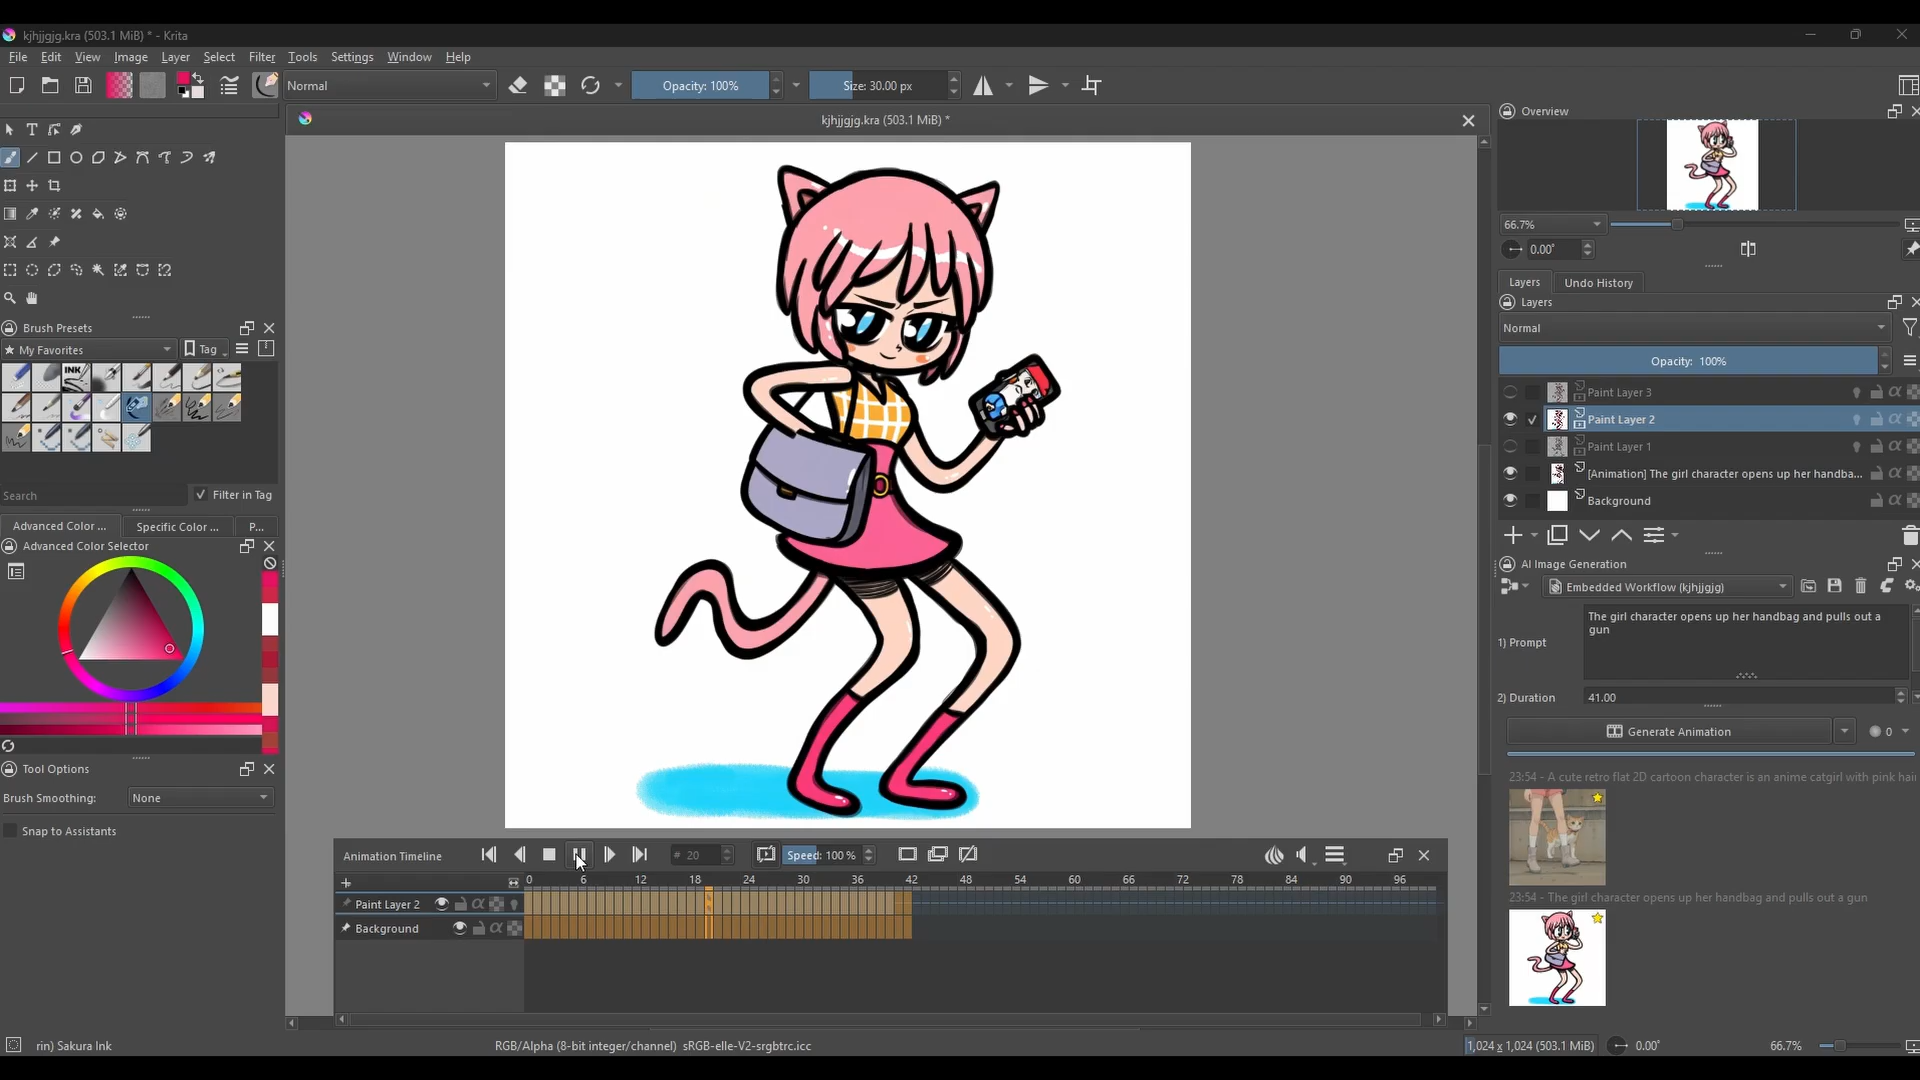 kjhjjgjg.kra (503.1 MiB) * - Krita
File Edit View Image Layer Select Filter Tools Settings Window Help
Normal
Opacity: 100%
Size: 30.00 px
kjhjjgjg.kra (503.1 MiB) *
Brush Presets
My Favorites
Tag
INK
Search
Filter in Tag
Advanced Color ...
Specific Color ...
P...
Advanced Color Selector
Tool Options
Brush Smoothing:
None
Snap to Assistants
Animation Timeline
# 20
Speed: 100 %
0 6 12 18 24 30 36 42 48 54 60 66 72 78 84 90 96
Paint Layer 2
Background
Overview
66.7%
0.00°
Layers
Undo History
Layers
Normal
Opacity: 100%
Paint Layer 3
Paint Layer 2
Paint Layer 1
[Animation] The girl character opens up her handba...
Background
AI Image Generation
Embedded Workflow (kjhjjgjg)
1) Prompt
The girl character opens up her handbag and pulls out a
gun
2) Duration
41.00
Generate Animation
0
23:54 - A cute retro flat 2D cartoon character is an anime catgirl with pink hair
23:54 - The girl character opens up her handbag and pulls out a gun
rin) Sakura Ink
RGB/Alpha (8-bit integer/channel) sRGB-elle-V2-srgbtrc.icc
1,024 x 1,024 (503.1 MiB)
0.00°
66.7%